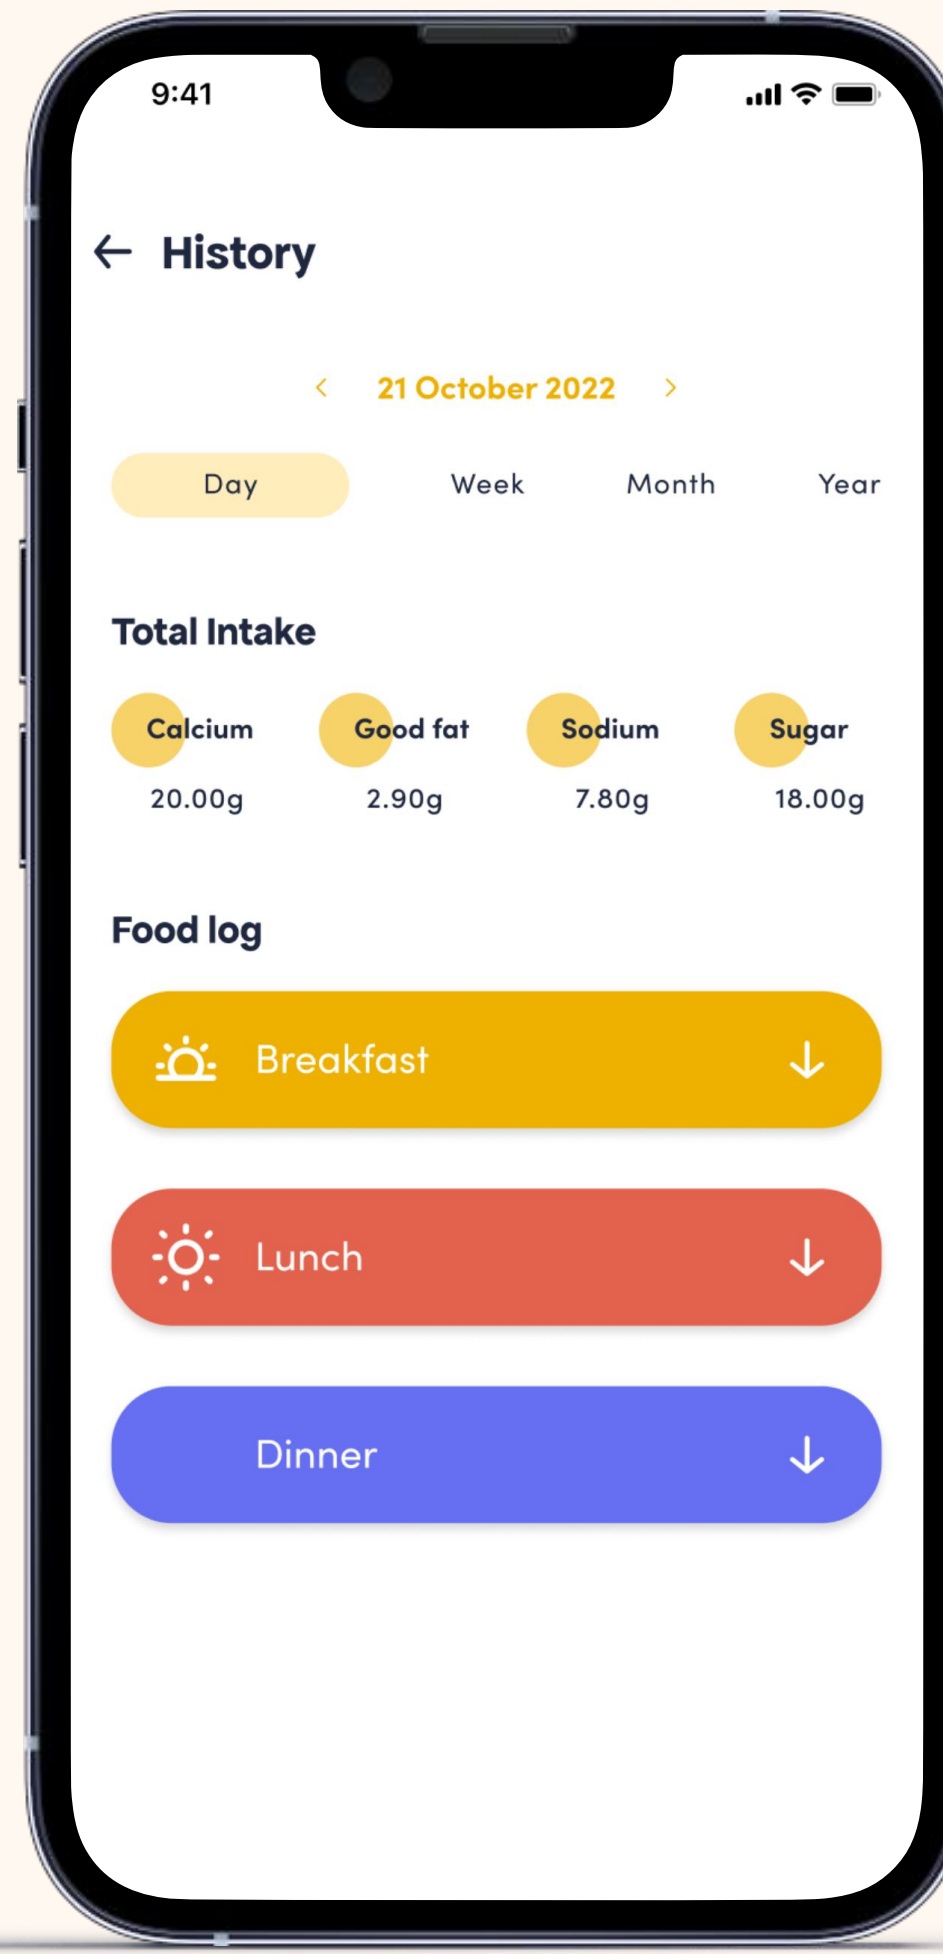 9:41
History
21 October 2022
Day Week Month Year
Total Intake
Calcium Good fat Sodium Sugar
20.00g 2.90g 7.80g 18.00g
Food log
Breakfast
Lunch
Dinner